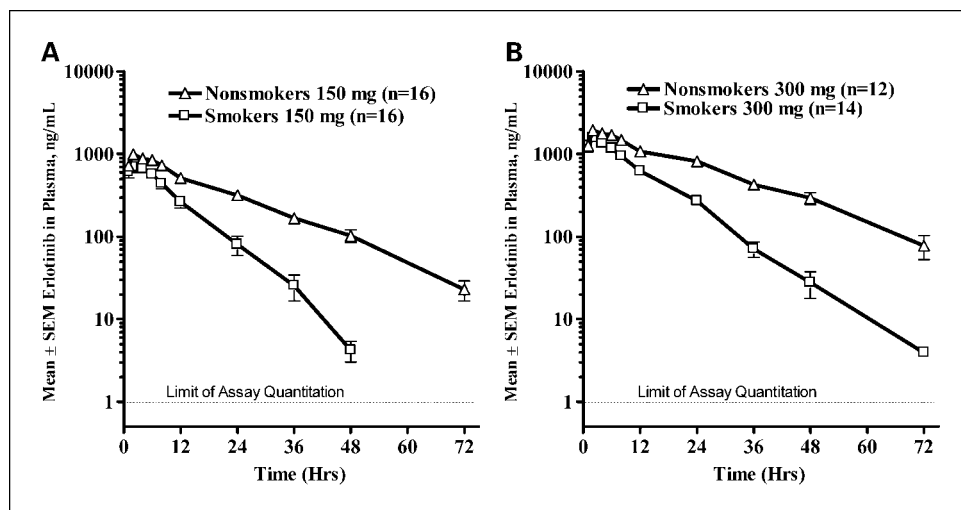 A
Mean ± SEM Erlotinib in Plasma, ng/mL
10000
1000
100
10
1
Nonsmokers 150 mg (n=16)
Smokers 150 mg (n=16)
Limit of Assay Quantitation
0 12 24 36 48 60 72
Time (Hrs)
B
Mean ± SEM Erlotinib in Plasma, ng/mL
10000
1000
100
10
1
Nonsmokers 300 mg (n=12)
Smokers 300 mg (n=14)
Limit of Assay Quantitation
0 12 24 36 48 60 72
Time (Hrs)